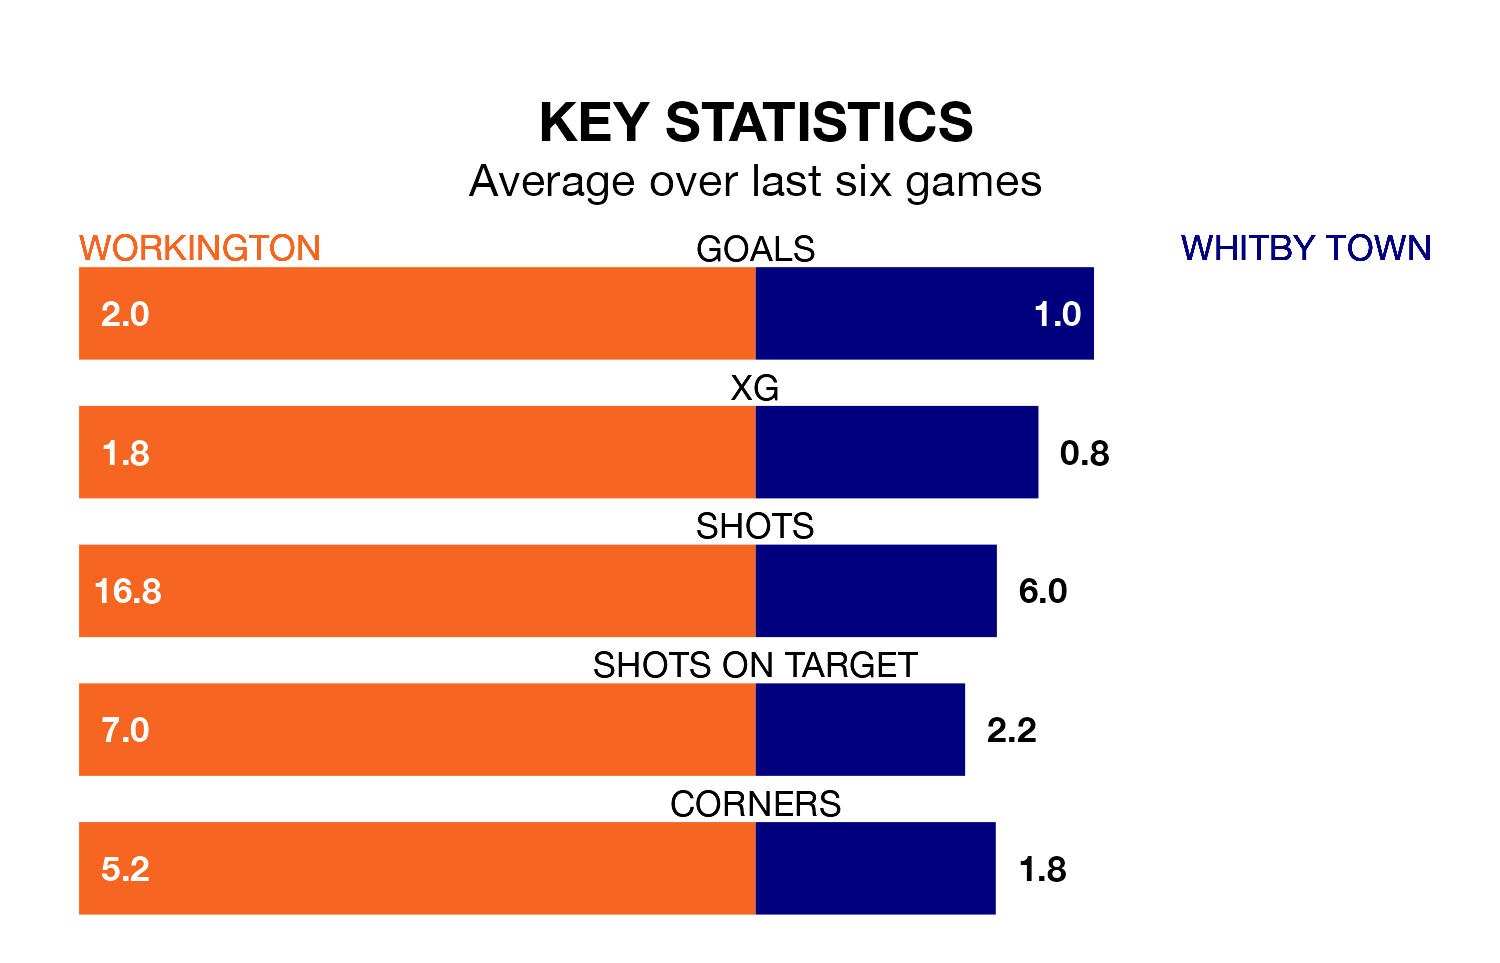 KEY STATISTICS
Average over last six games
WORKINGTON GOALS WHITBY TOWN
2.0 1.0
XG
1.8 0.8
SHOTS
16.8 6.0
SHOTS ON TARGET
7.0 2.2
CORNERS
5.2 1.8